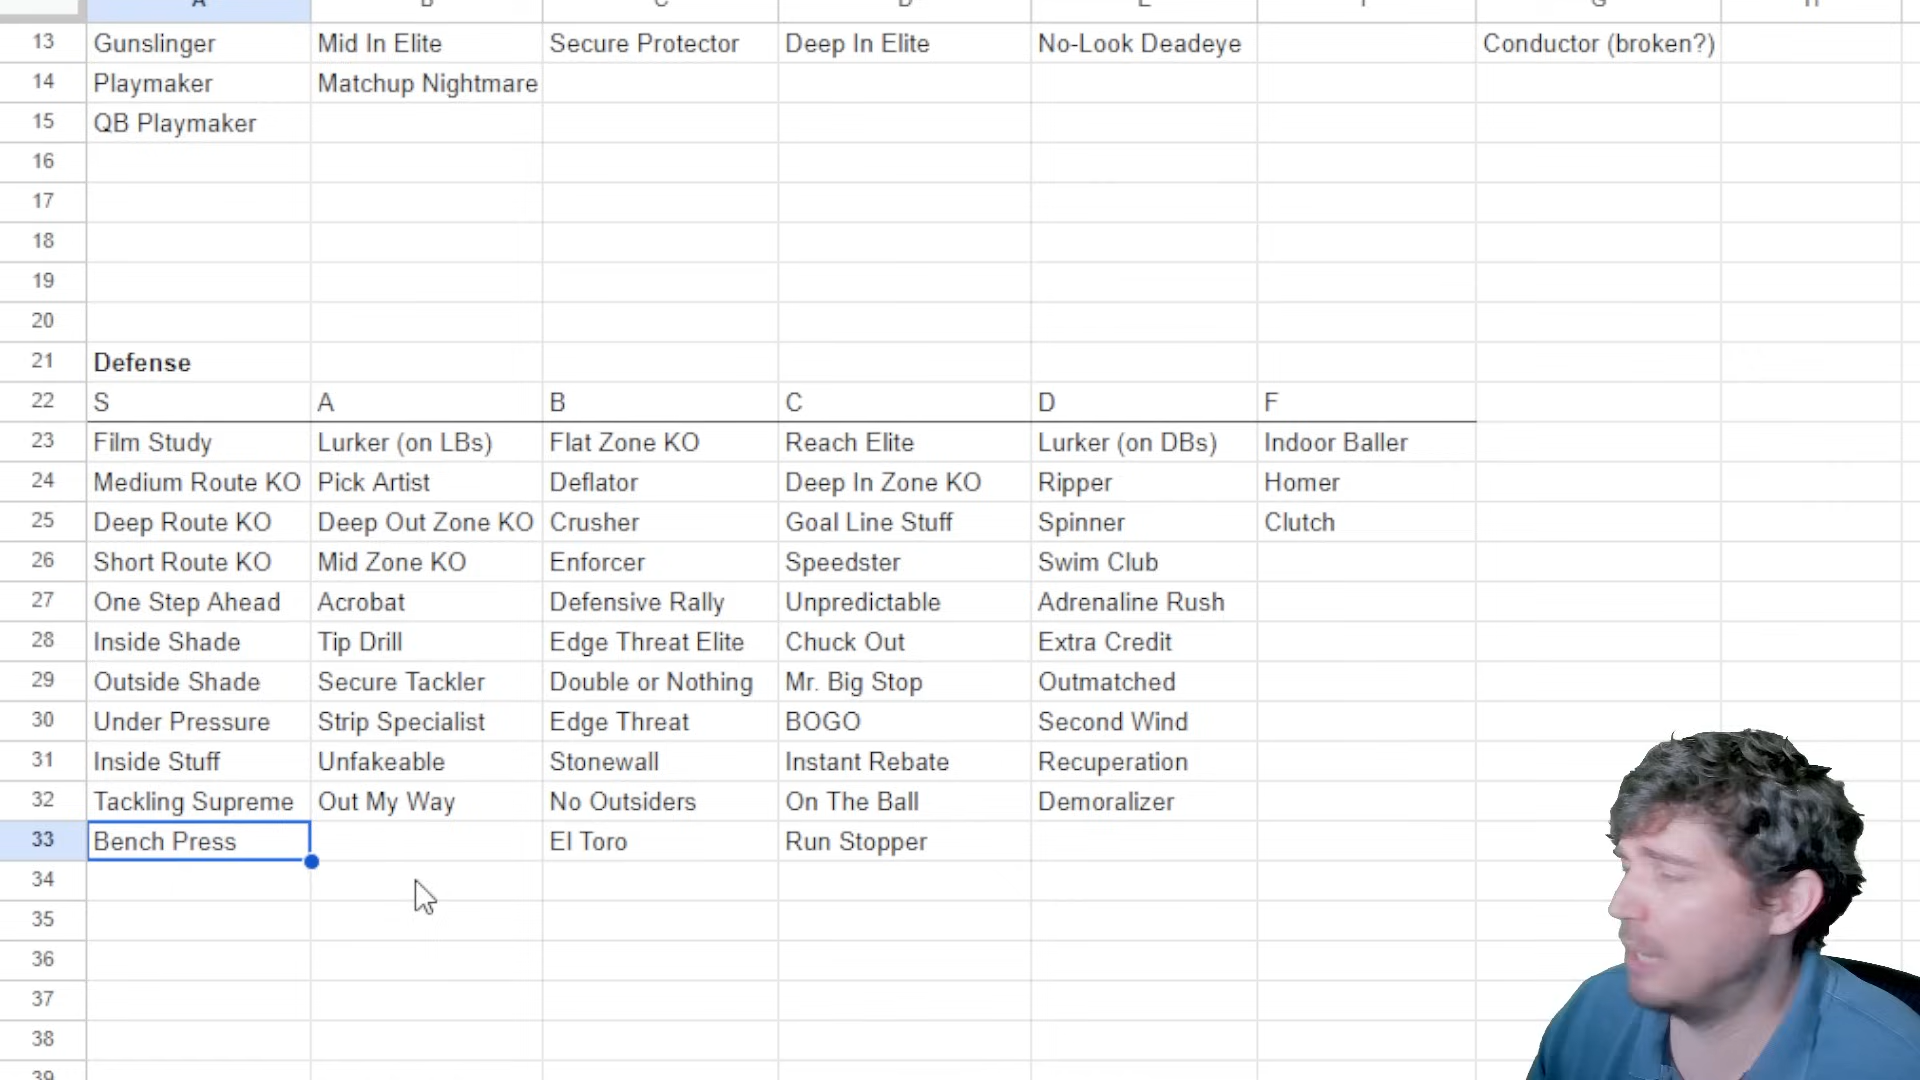 A B C D E F G H
13 Gunslinger Mid In Elite Secure Protector Deep In Elite No-Look Deadeye Conductor (broken?)
14 Playmaker Matchup Nightmare
15 QB Playmaker
16
17
18
19
20
21 Defense
22 S A B C D F
23 Film Study Lurker (on LBs) Flat Zone KO Reach Elite Lurker (on DBs) Indoor Baller
24 Medium Route KO Pick Artist Deflator Deep In Zone KO Ripper Homer
25 Deep Route KO Deep Out Zone KO Crusher Goal Line Stuff Spinner Clutch
26 Short Route KO Mid Zone KO Enforcer Speedster Swim Club
27 One Step Ahead Acrobat Defensive Rally Unpredictable Adrenaline Rush
28 Inside Shade Tip Drill Edge Threat Elite Chuck Out Extra Credit
29 Outside Shade Secure Tackler Double or Nothing Mr. Big Stop Outmatched
30 Under Pressure Strip Specialist Edge Threat BOGO Second Wind
31 Inside Stuff Unfakeable Stonewall Instant Rebate Recuperation
32 Tackling Supreme Out My Way No Outsiders On The Ball Demoralizer
33 Bench Press El Toro Run Stopper
34
35
36
37
38
39